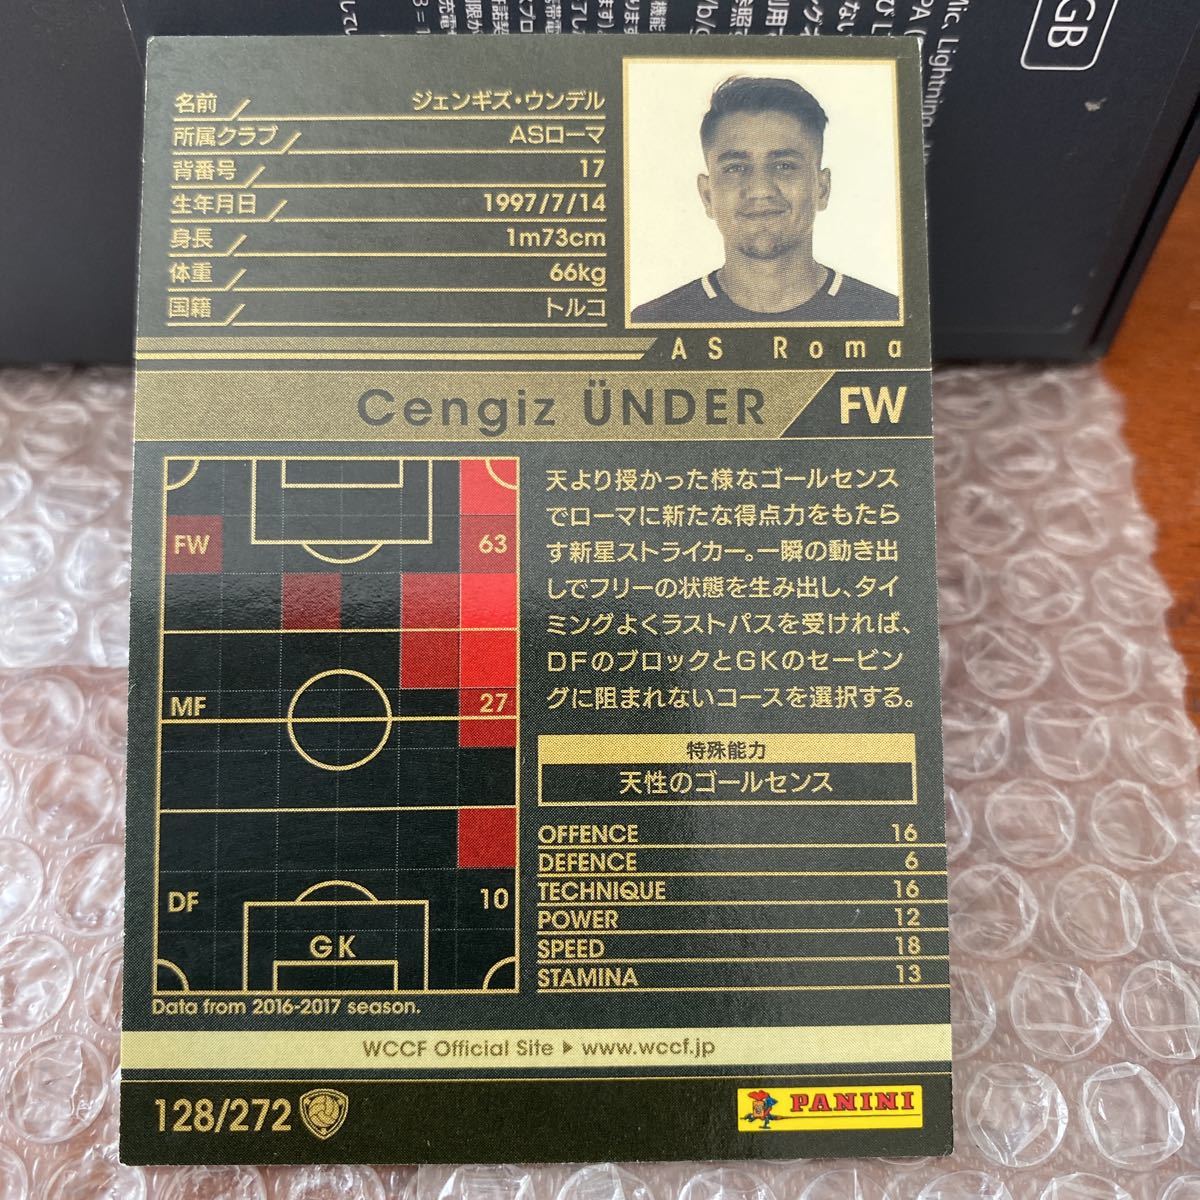 GB
Mic, Lightning
名前 ジェンギズ・ウンデル
所属クラブ ASローマ
背番号 17
生年月日 1997/7/14
身長 1m73cm
体重 66kg
国籍 トルコ
AS Roma
Cengiz ÜNDER FW
FW 63
MF 27
DF 10
GK
Data from 2016-2017 season.
天より授かった様なゴールセンス
でローマに新たな得点力をもたら
す新星ストライカー。一瞬の動き出
しでフリーの状態を生み出し、タイ
ミングよくラストパスを受ければ、
DFのブロックとGKのセービン
グに阻まれないコースを選択する。
特殊能力
天性のゴールセンス
OFFENCE 16
DEFENCE 6
TECHNIQUE 16
POWER 12
SPEED 18
STAMINA 13
WCCF Official Site ▶ www.wccf.jp
128/272
PANINI